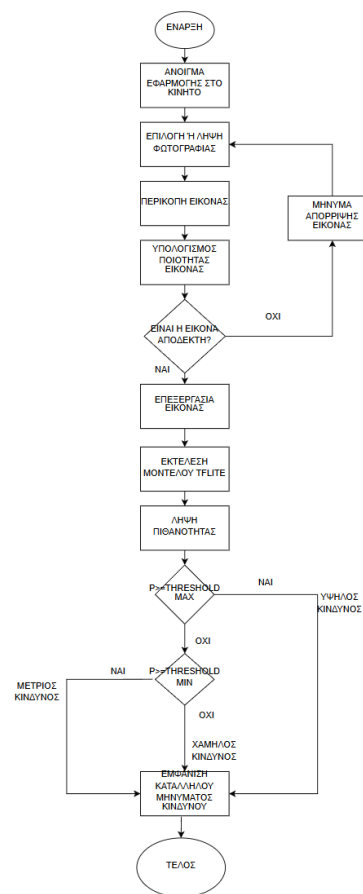 ΕΝΑΡΞΗ
ΑΝΟΙΓΜΑ
ΕΦΑΡΜΟΓΗΣ ΣΤΟ
ΚΙΝΗΤΟ
ΕΠΙΛΟΓΗ Ή ΛΗΨΗ
ΦΩΤΟΓΡΑΦΙΑΣ
ΠΕΡΙΚΟΠΗ ΕΙΚΟΝΑΣ
ΜΗΝΥΜΑ
ΑΠΟΡΡΙΨΗΣ
ΕΙΚΟΝΑΣ
ΥΠΟΛΟΓΙΣΜΟΣ
ΠΟΙΟΤΗΤΑΣ
ΕΙΚΟΝΑΣ
ΕΙΝΑΙ Η ΕΙΚΟΝΑ
ΑΠΟΔΕΚΤΗ?
ΟΧΙ
ΝΑΙ
ΕΠΕΞΕΡΓΑΣΙΑ
ΕΙΚΟΝΑΣ
ΕΚΤΕΛΕΣΗ
ΜΟΝΤΕΛΟΥ TFLITE
ΛΗΨΗ
ΠΙΘΑΝΟΤΗΤΑΣ
P>=THRESHOLD
MAX
ΝΑΙ
ΥΨΗΛΟΣ
ΚΙΝΔΥΝΟΣ
ΟΧΙ
P>=THRESHOLD
MIN
ΝΑΙ
ΜΕΤΡΙΟΣ
ΚΙΝΔΥΝΟΣ
ΟΧΙ
ΧΑΜΗΛΟΣ
ΚΙΝΔΥΝΟΣ
ΕΜΦΑΝΙΣΗ
ΚΑΤΑΛΛΗΛΟΥ
ΜΗΝΥΜΑΤΟΣ
ΚΙΝΔΥΝΟΥ
ΤΕΛΟΣ